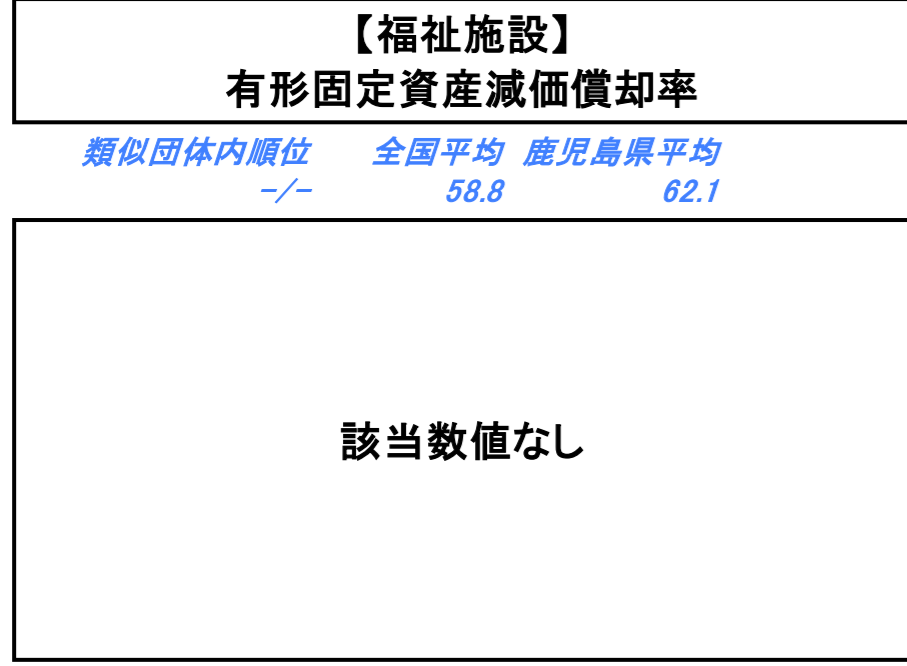 【福祉施設】
有形固定資産減価償却率
類似団体内順位 全国平均 鹿児島県平均
-/- 58.8 62.1
該当数値なし